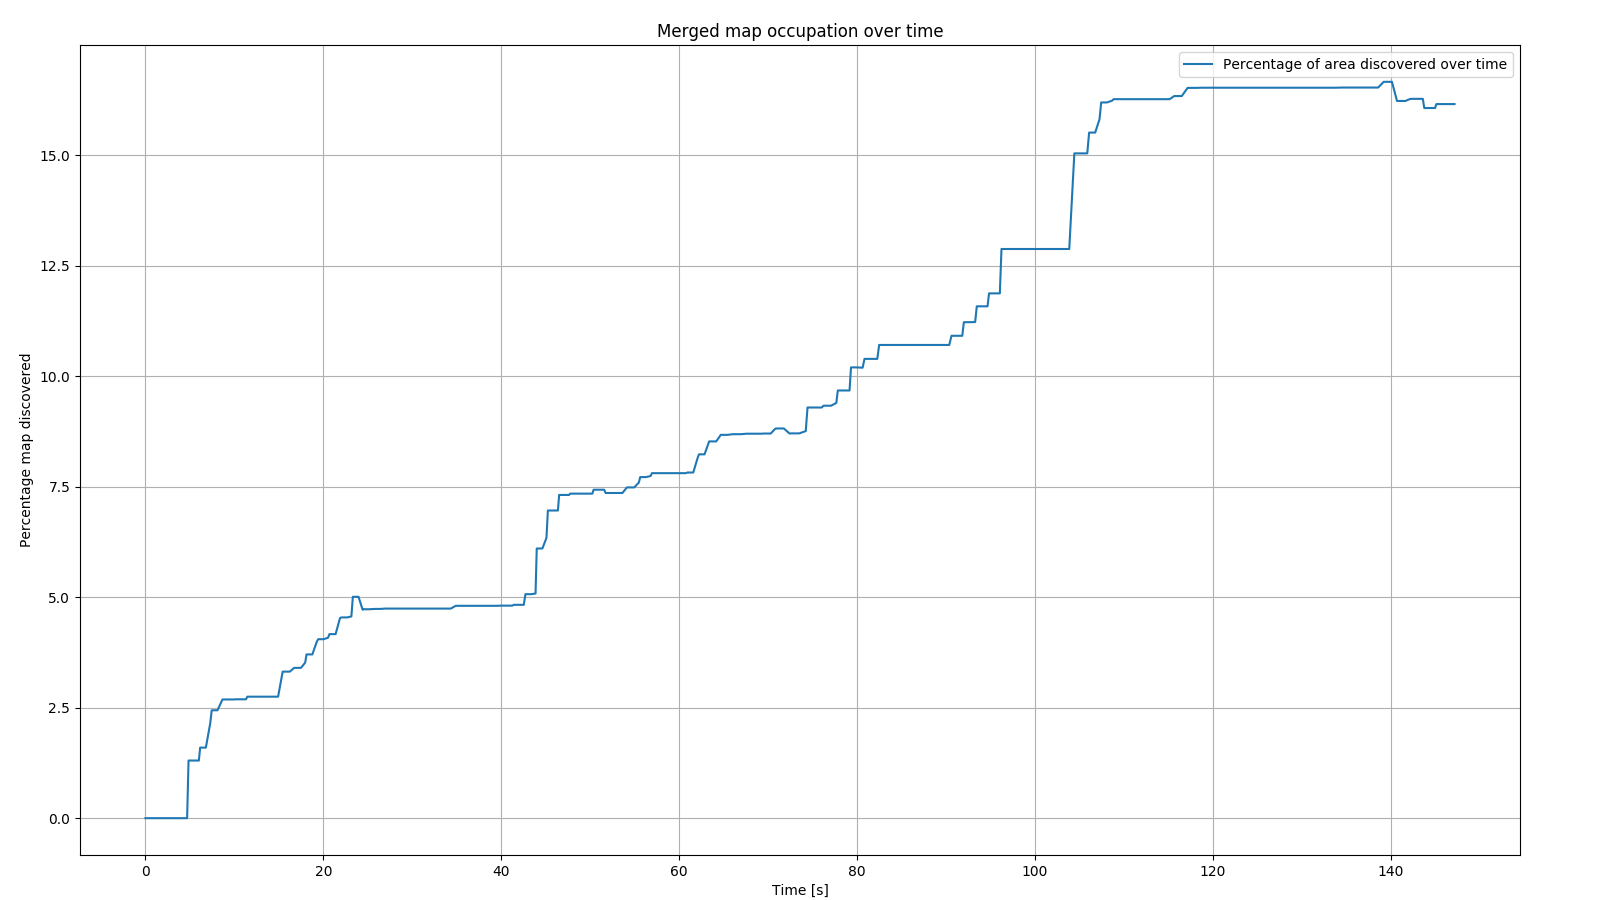 Merged map occupation over time
Percentage of area discovered over time
15.0
12.5
10.0
7.5
5.0
2.5
0.0
Percentage map discovered
0 20 40 60 80 100 120 140
Time [s]